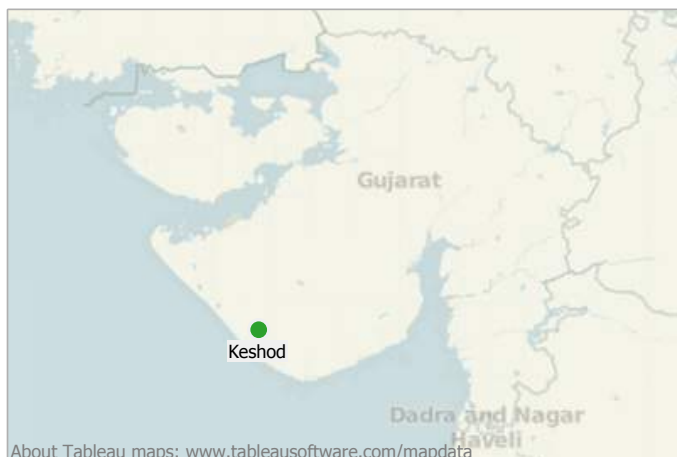 Gujarat
Keshod
Dadra and Nagar
Haveli
About Tableau maps: www.tableausoftware.com/mapdata